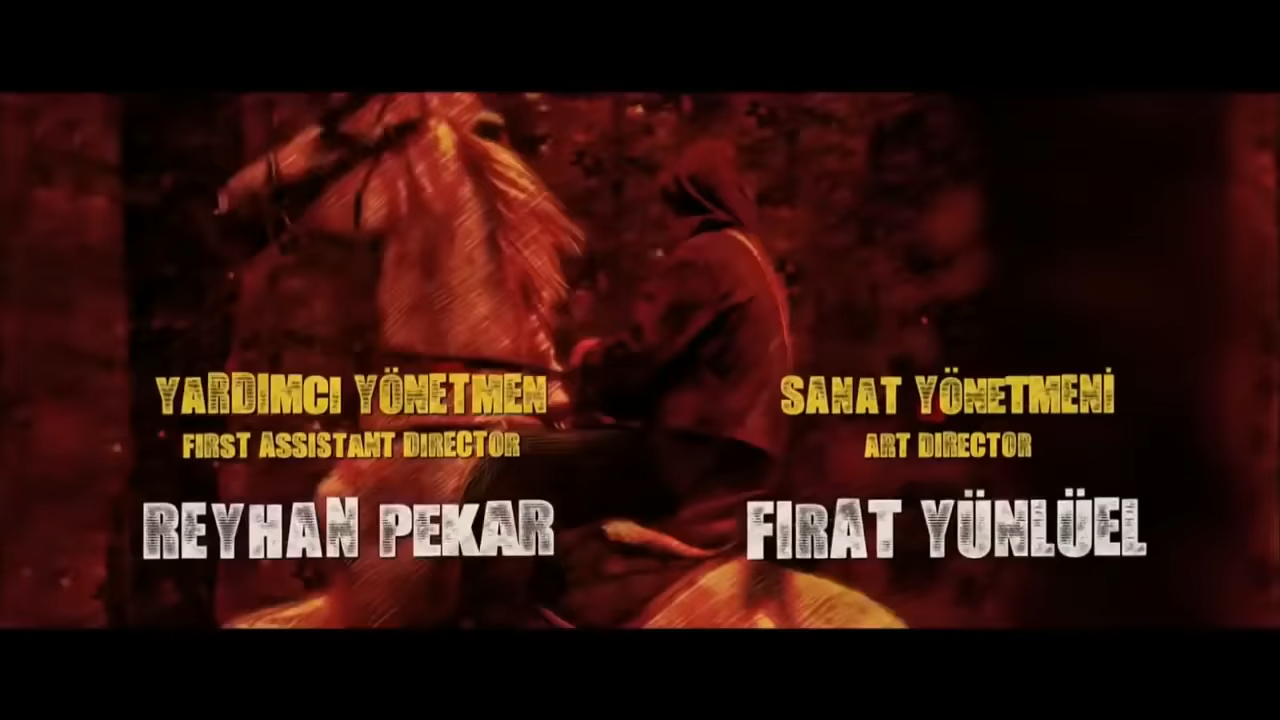 YARDIMCI YÖNETMEN
FIRST ASSISTANT DIRECTOR
REYHAN PEKAR
SANAT YÖNETMENİ
ART DIRECTOR
FIRAT YÜNLÜEL